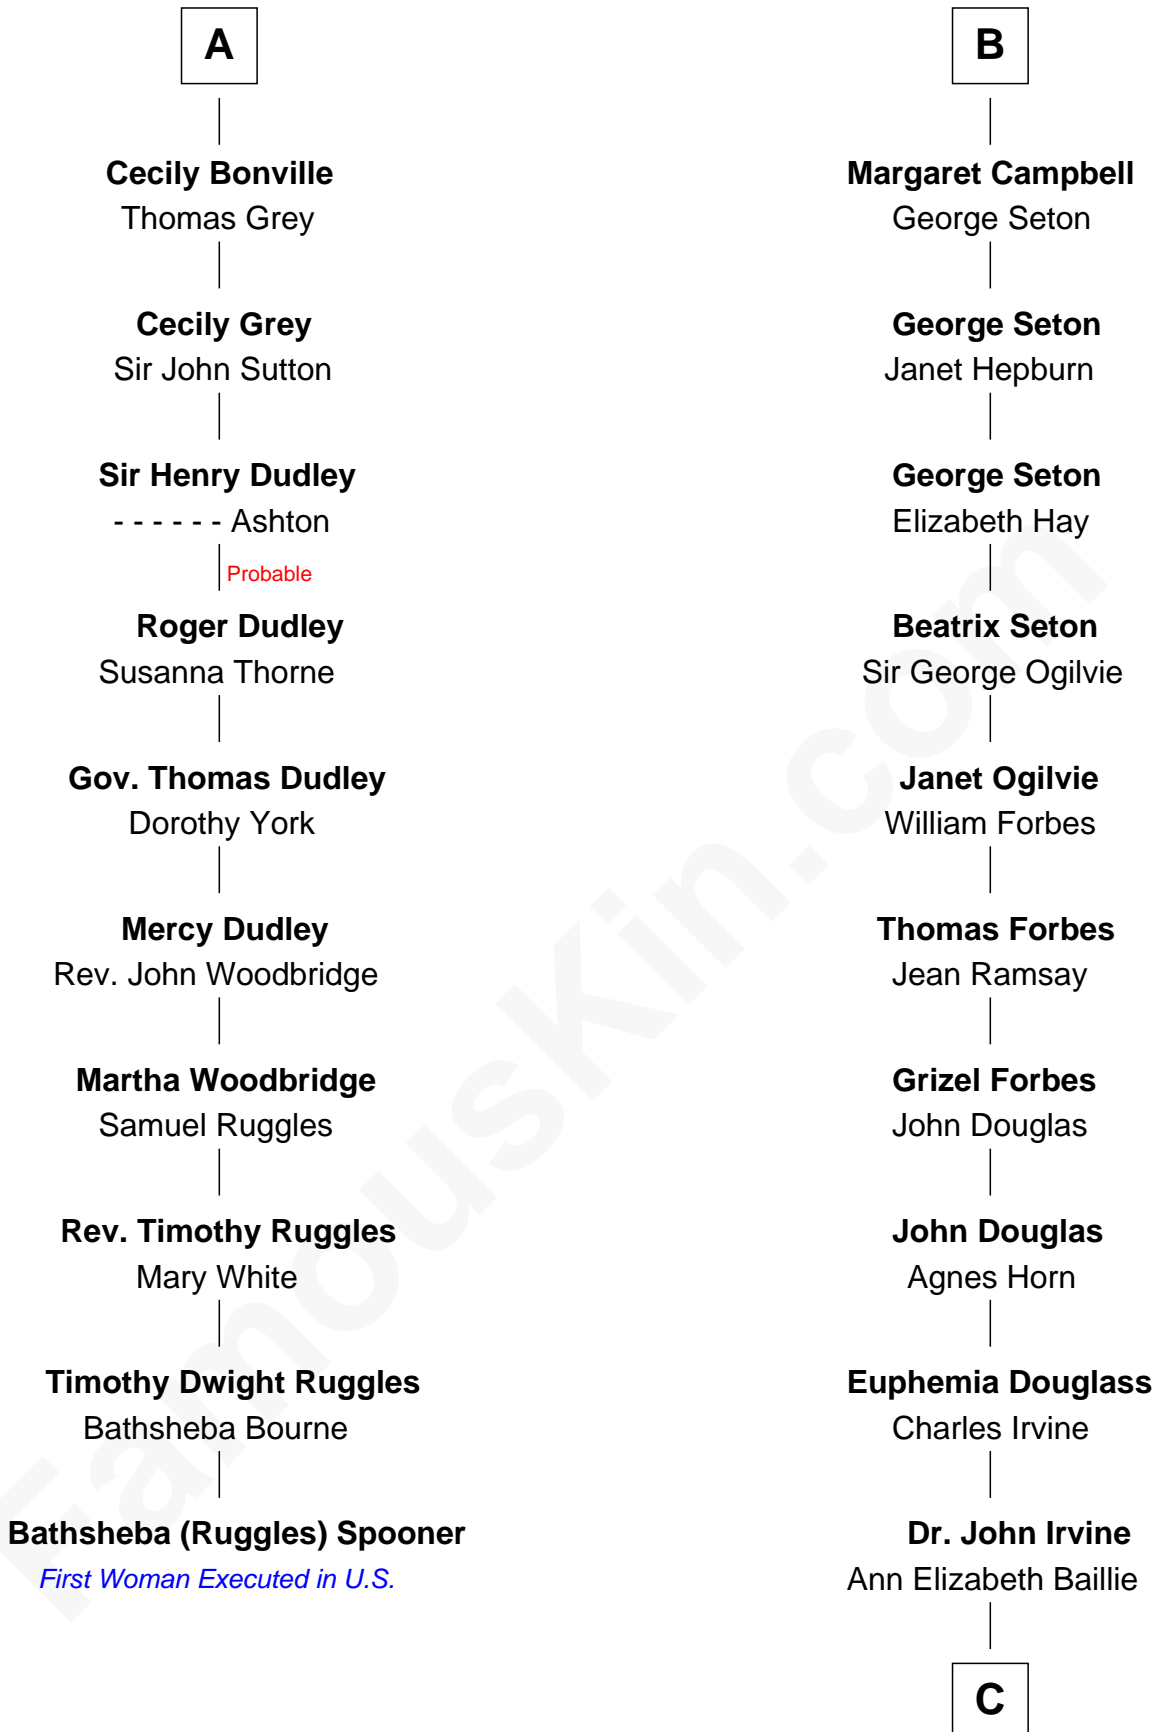 A
Cecily Bonville
Thomas Grey
Cecily Grey
Sir John Sutton
Sir Henry Dudley
- - - - - - Ashton
Probable
Roger Dudley
Susanna Thorne
Gov. Thomas Dudley
Dorothy York
Mercy Dudley
Rev. John Woodbridge
Martha Woodbridge
Samuel Ruggles
Rev. Timothy Ruggles
Mary White
Timothy Dwight Ruggles
Bathsheba Bourne
Bathsheba (Ruggles) Spooner
First Woman Executed in U.S.
B
Margaret Campbell
George Seton
George Seton
Janet Hepburn
George Seton
Elizabeth Hay
Beatrix Seton
Sir George Ogilvie
Janet Ogilvie
William Forbes
Thomas Forbes
Jean Ramsay
Grizel Forbes
John Douglas
John Douglas
Agnes Horn
Euphemia Douglass
Charles Irvine
Dr. John Irvine
Ann Elizabeth Baillie
C
FamousKin.com